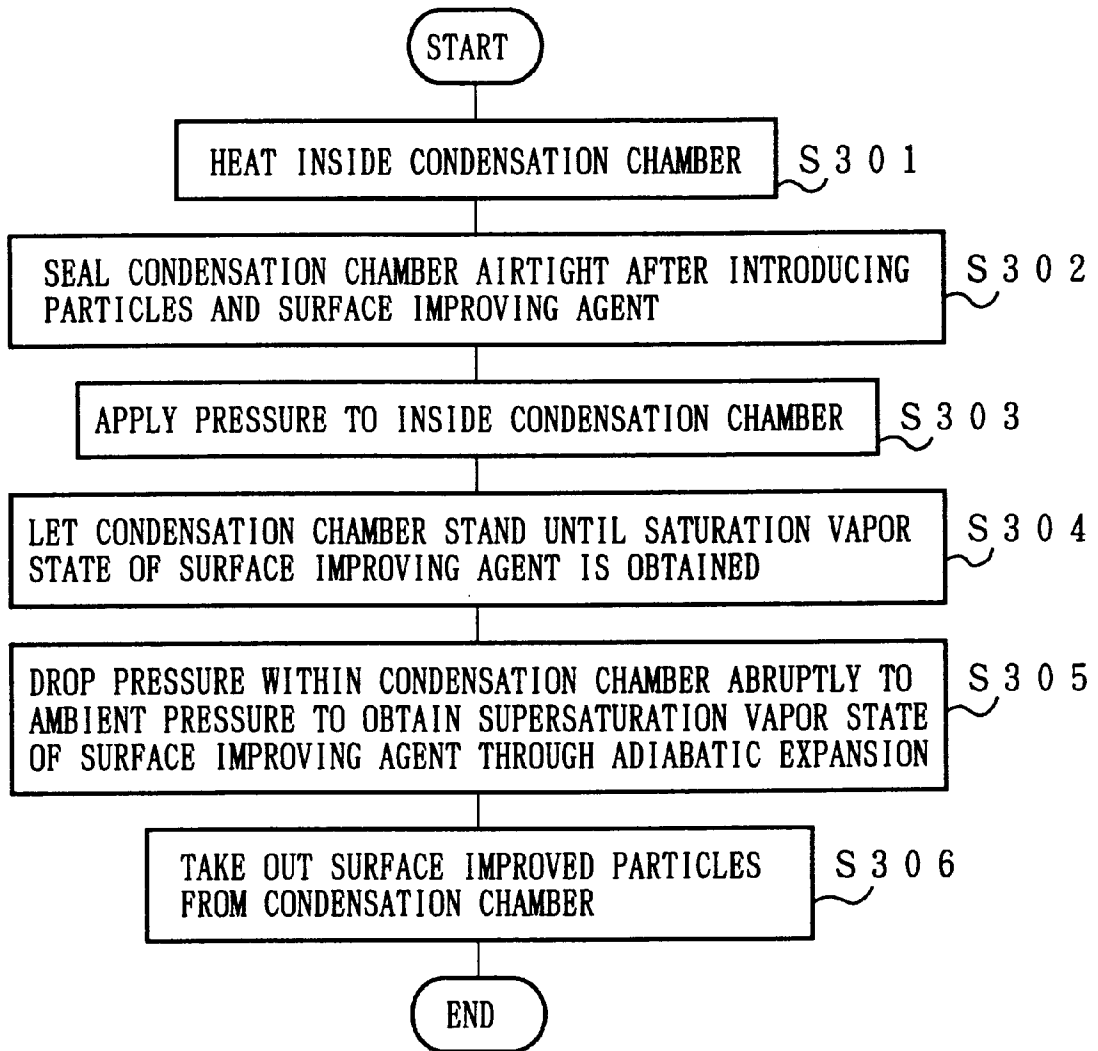 START
HEAT INSIDE CONDENSATION CHAMBER
S301
SEAL CONDENSATION CHAMBER AIRTIGHT AFTER INTRODUCING
PARTICLES AND SURFACE IMPROVING AGENT
S302
APPLY PRESSURE TO INSIDE CONDENSATION CHAMBER
S303
LET CONDENSATION CHAMBER STAND UNTIL SATURATION VAPOR
STATE OF SURFACE IMPROVING AGENT IS OBTAINED
S304
DROP PRESSURE WITHIN CONDENSATION CHAMBER ABRUPTLY TO
AMBIENT PRESSURE TO OBTAIN SUPERSATURATION VAPOR STATE
OF SURFACE IMPROVING AGENT THROUGH ADIABATIC EXPANSION
S305
TAKE OUT SURFACE IMPROVED PARTICLES
FROM CONDENSATION CHAMBER
S306
END